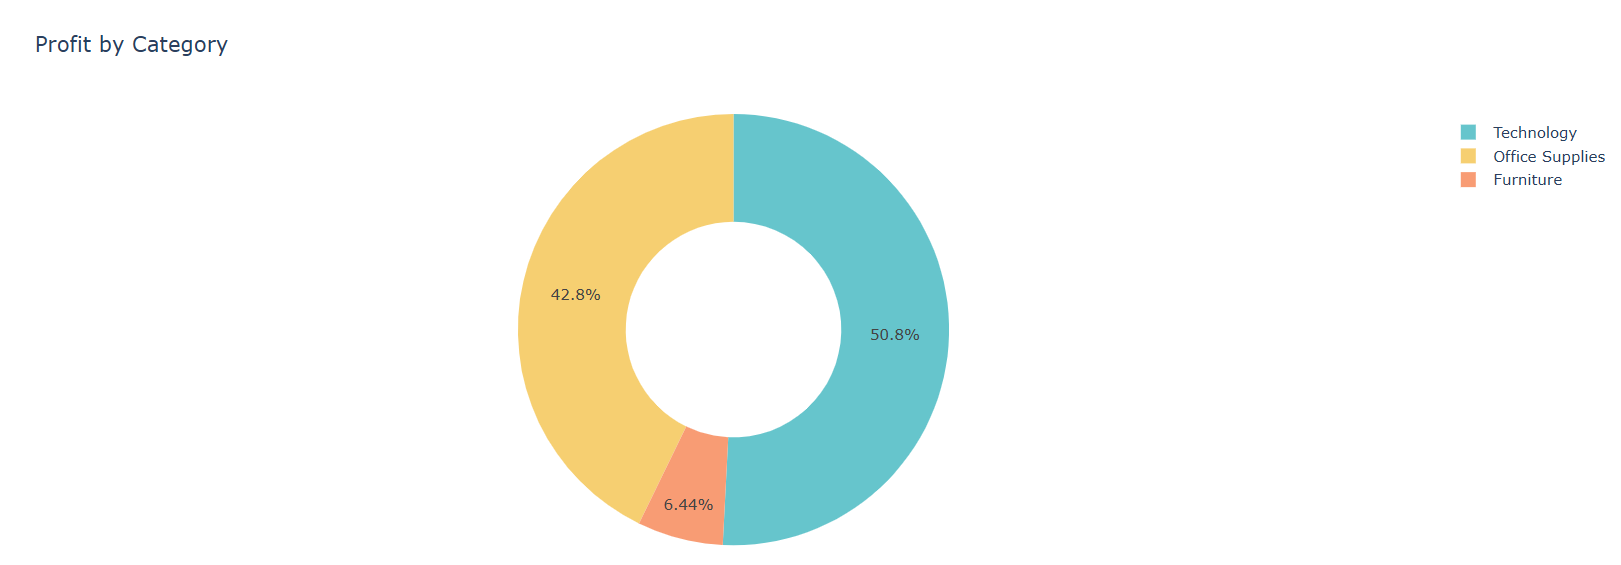 Profit by Category
Technology
Office Supplies
Furniture
42.8%
50.8%
6.44%